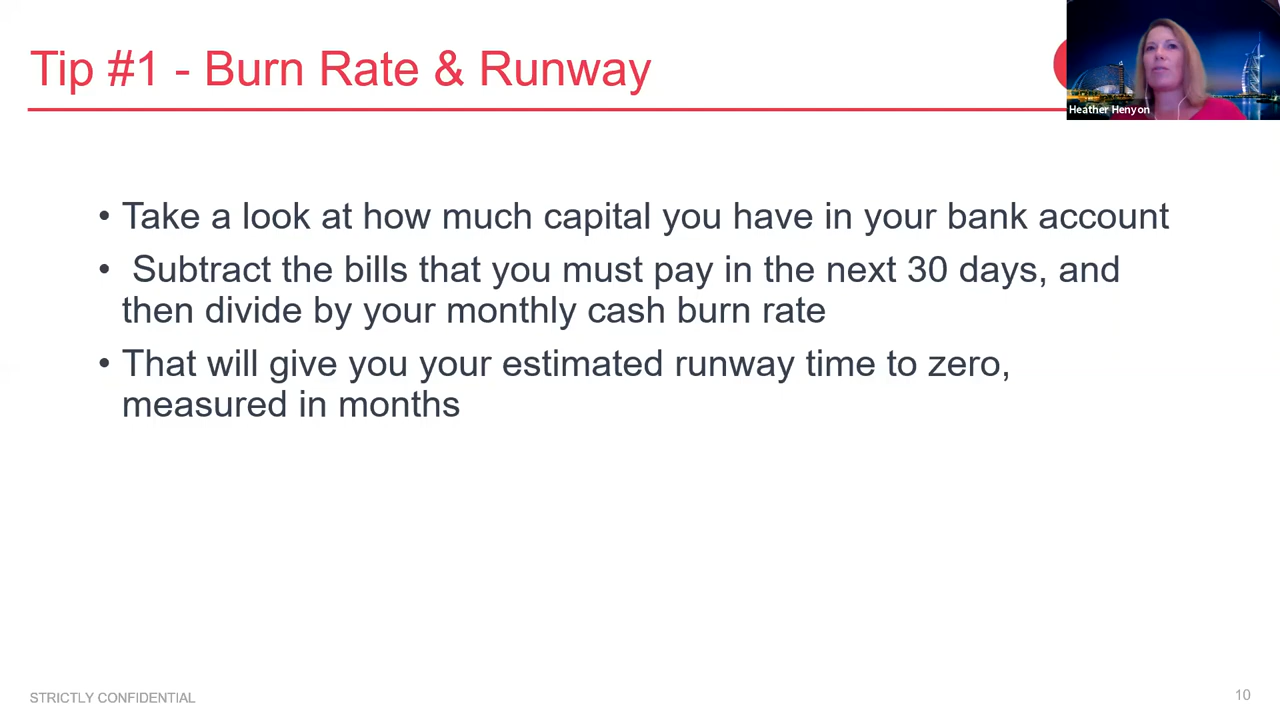 Tip #1 - Burn Rate & Runway
Heather Henyon
• Take a look at how much capital you have in your bank account
• Subtract the bills that you must pay in the next 30 days, and
then divide by your monthly cash burn rate
• That will give you your estimated runway time to zero,
measured in months
STRICTLY CONFIDENTIAL
10